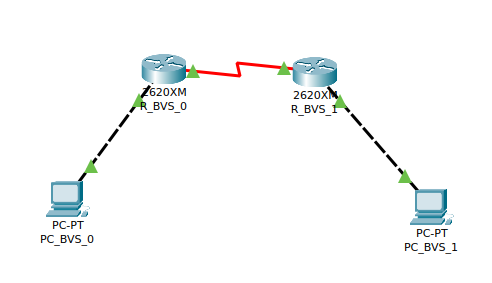 2620XM
R_BVS_0
2620XM
R_BVS_1
PC-PT
PC_BVS_0
PC-PT
PC_BVS_1